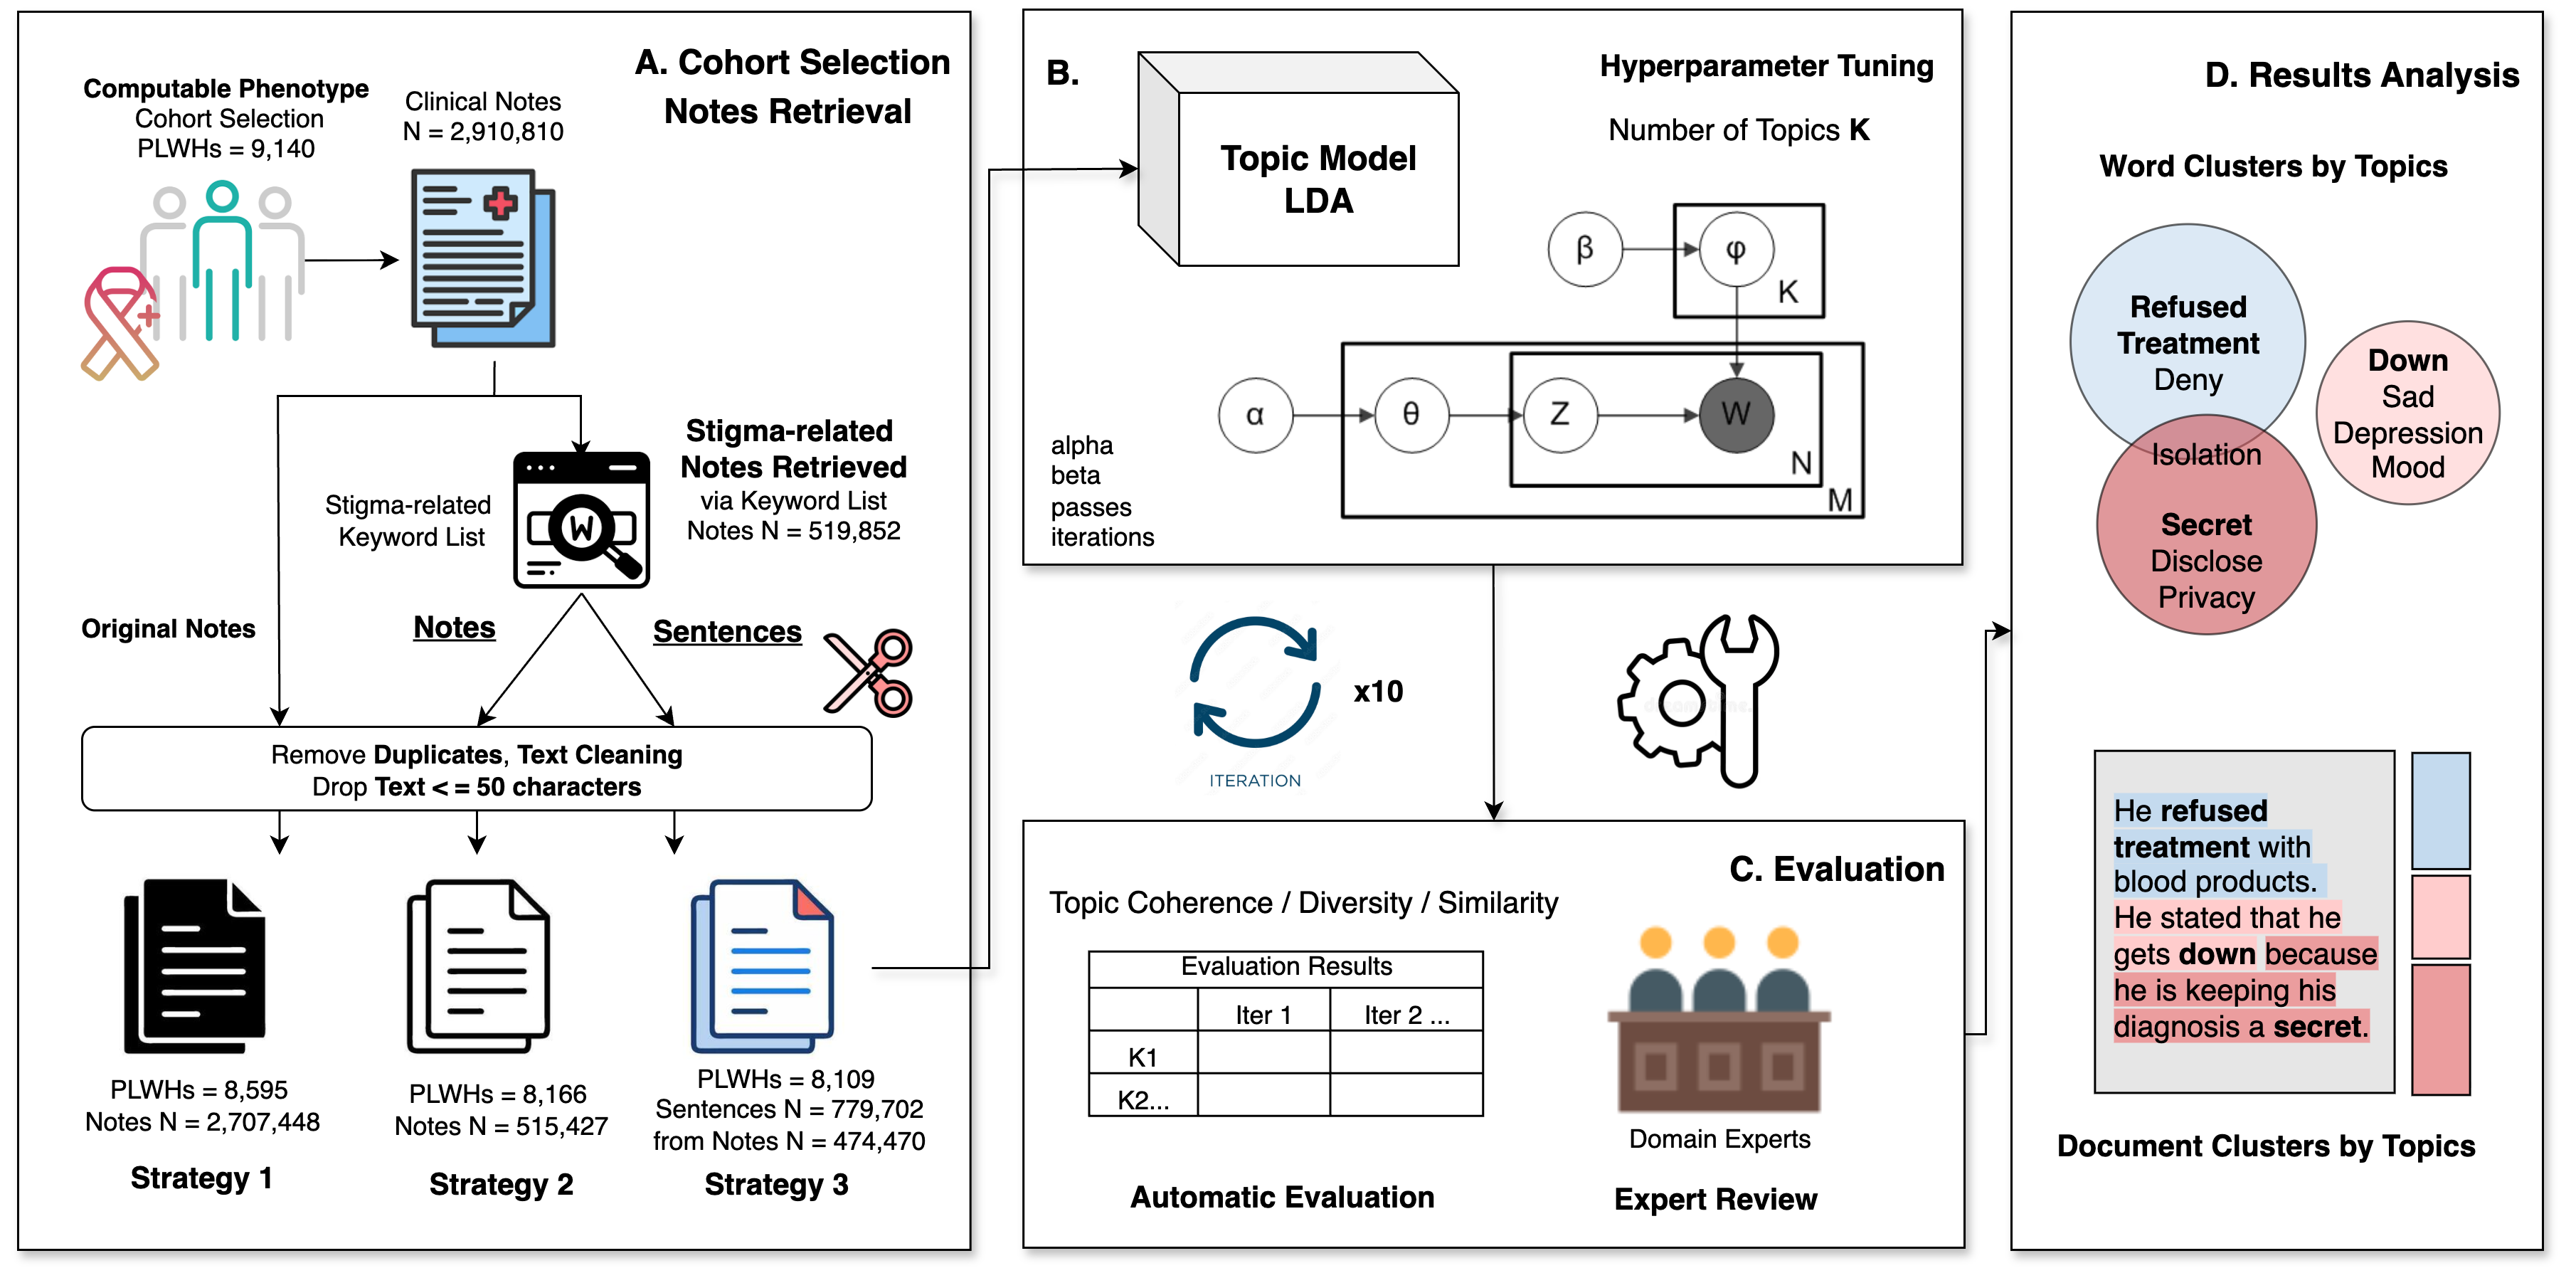 A. Cohort Selection
Notes Retrieval
Computable Phenotype
Cohort Selection
PLWHs = 9,140
Clinical Notes
N = 2,910,810
Stigma-related
Keyword List
W
Stigma-related
Notes Retrieved
via Keyword List
Notes N = 519,852
Original Notes
Notes
Sentences
Remove Duplicates, Text Cleaning
Drop Text < = 50 characters
PLWHs = 8,595
Notes N = 2,707,448
Strategy 1
PLWHs = 8,166
Notes N = 515,427
Strategy 2
PLWHs = 8,109
Sentences N = 779,702
from Notes N = 474,470
Strategy 3
B.
Topic Model
LDA
Hyperparameter Tuning
Number of Topics K
β
φ
K
α
θ
Z
W
N
M
alpha
beta
passes
iterations
ITERATION
x10
C. Evaluation
Topic Coherence / Diversity / Similarity
Evaluation Results
Iter 1
Iter 2 ...
K1
K2...
Automatic Evaluation
Domain Experts
Expert Review
D. Results Analysis
Word Clusters by Topics
Refused
Treatment
Deny
Isolation
Secret
Disclose
Privacy
Down
Sad
Depression
Mood
He refused
treatment with
blood products.
He stated that he
gets down because
he is keeping his
diagnosis a secret.
Document Clusters by Topics